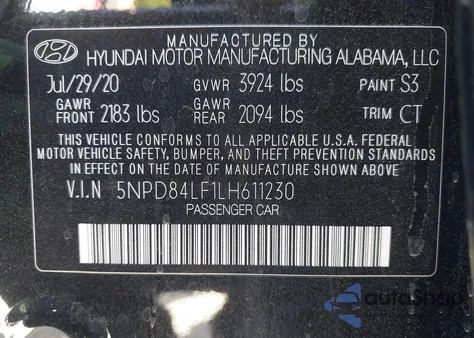 MANUFACTURED BY
HYUNDAI MOTOR MANUFACTURING ALABAMA, LLC
Jul/29/20 GVWR 3924 lbs PAINT S3
GAWR FRONT 2183 lbs GAWR REAR 2094 lbs TRIM CT
THIS VEHICLE CONFORMS TO ALL APPLICABLE U.S.A. FEDERAL
MOTOR VEHICLE SAFETY, BUMPER, AND THEFT PREVENTION STANDARDS
IN EFFECT ON THE DATE OF MANUFACTURE SHOWN ABOVE.
V.I.N 5NPD84LF1LH611230
PASSENGER CAR
autosnap